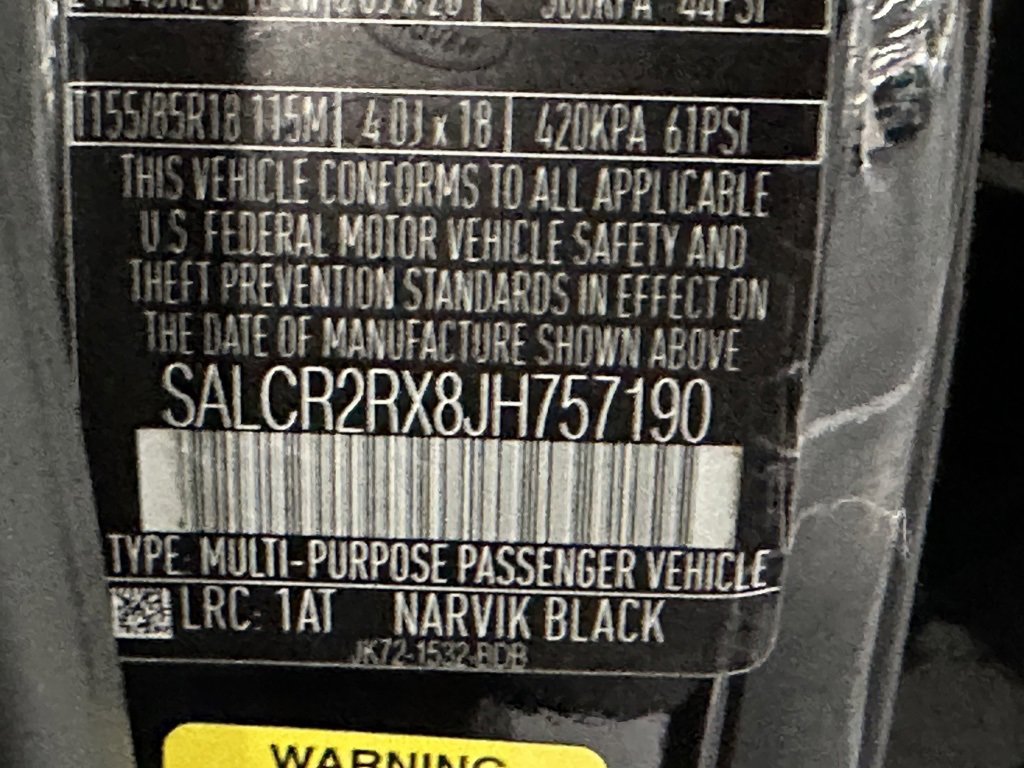 44PSI
T155/85R18 115M 4.0J x 18 420KPA 61PSI
THIS VEHICLE CONFORMS TO ALL APPLICABLE
U.S. FEDERAL MOTOR VEHICLE SAFETY AND
THEFT PREVENTION STANDARDS IN EFFECT ON
THE DATE OF MANUFACTURE SHOWN ABOVE
SALCR2RX8JH757190
TYPE: MULTI-PURPOSE PASSENGER VEHICLE
LRC: 1AT NARVIK BLACK
JK72-1532-BDB
WARNING